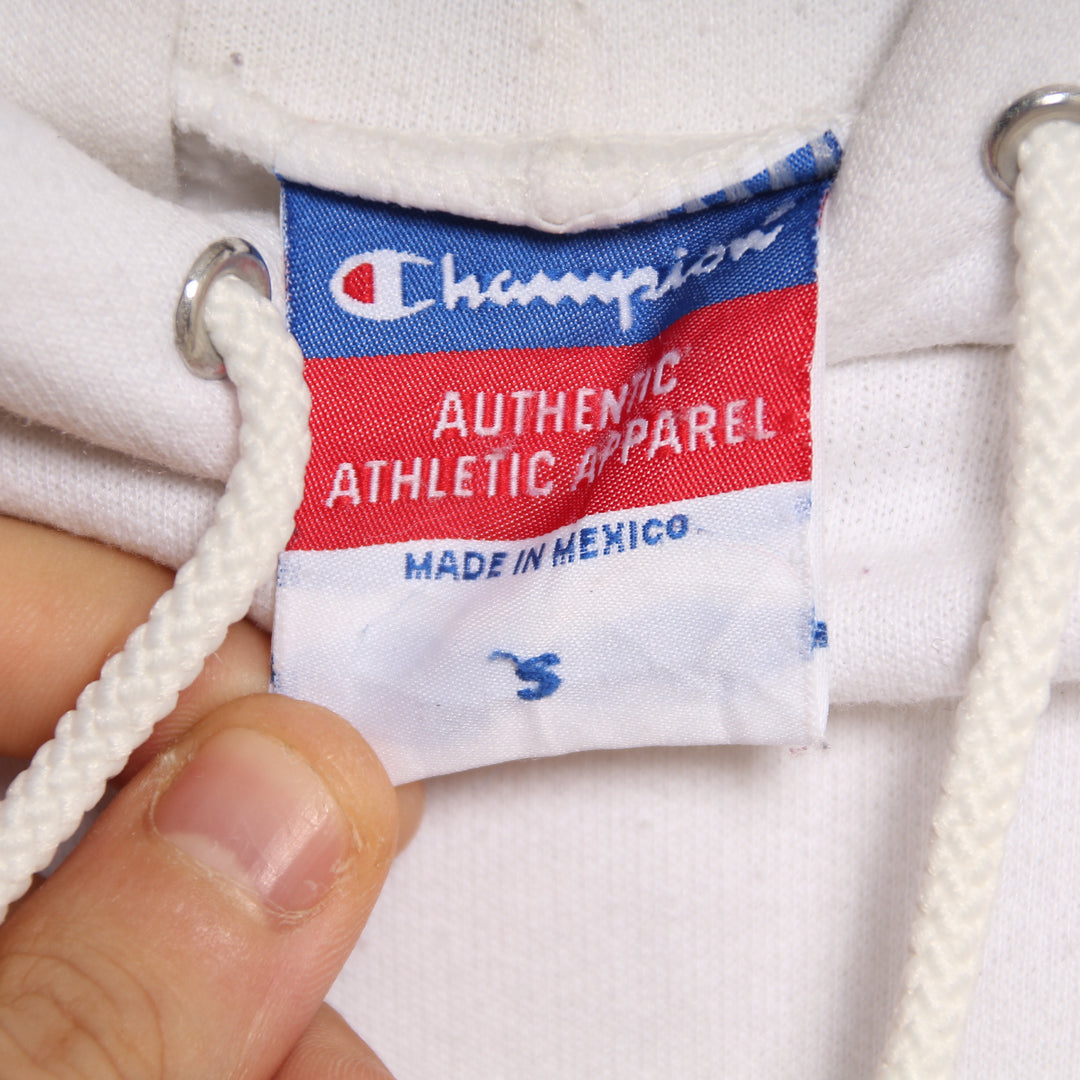 Champion
AUTHENTIC
ATHLETIC APPAREL
MADE IN MEXICO
S